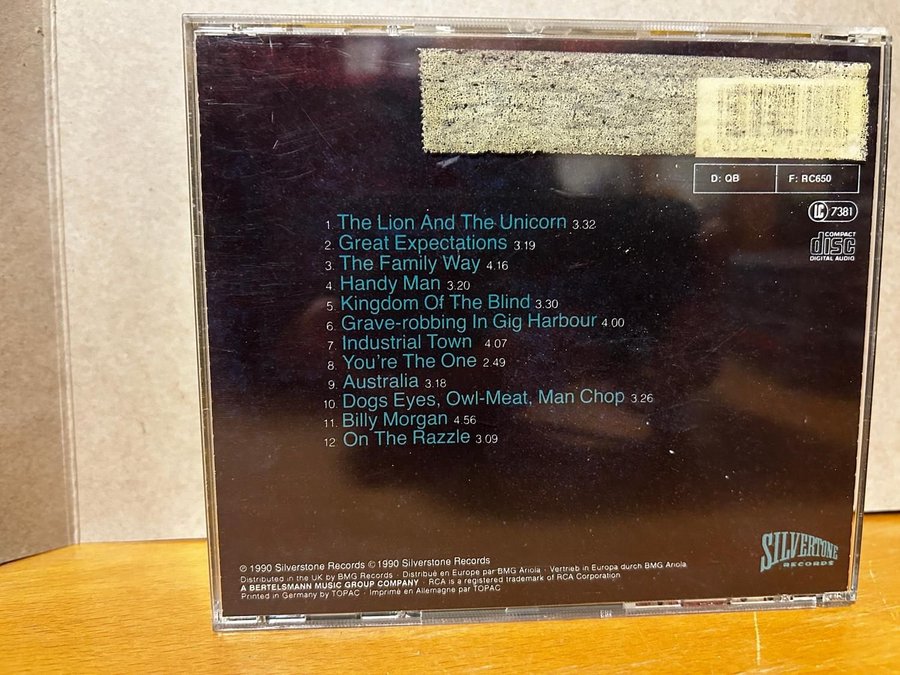 D: QB F: RC650
LC 7381
COMPACT
disc
DIGITAL AUDIO
1. The Lion And The Unicorn 3.32
2. Great Expectations 3.19
3. The Family Way 4.16
4. Handy Man 3.20
5. Kingdom Of The Blind 3.30
6. Grave-robbing In Gig Harbour 4.00
7. Industrial Town 4.07
8. You're The One 2.49
9. Australia 3.18
10. Dogs Eyes, Owl-Meat, Man Chop 3.26
11. Billy Morgan 4.56
12 On The Razzle 3.09
SILVERTONE
RECORDS
℗ 1990 Silverstone Records © 1990 Silverstone Records
Distributed in the UK by BMG Records · Distribué en Europe par BMG Ariola · Vertrieb in Europa durch BMG Ariola
A BERTELSMANN MUSIC GROUP COMPANY · RCA is a registered trademark of RCA Corporation
Printed in Germany by TOPAC · Imprimé en Allemagne par TOPAC